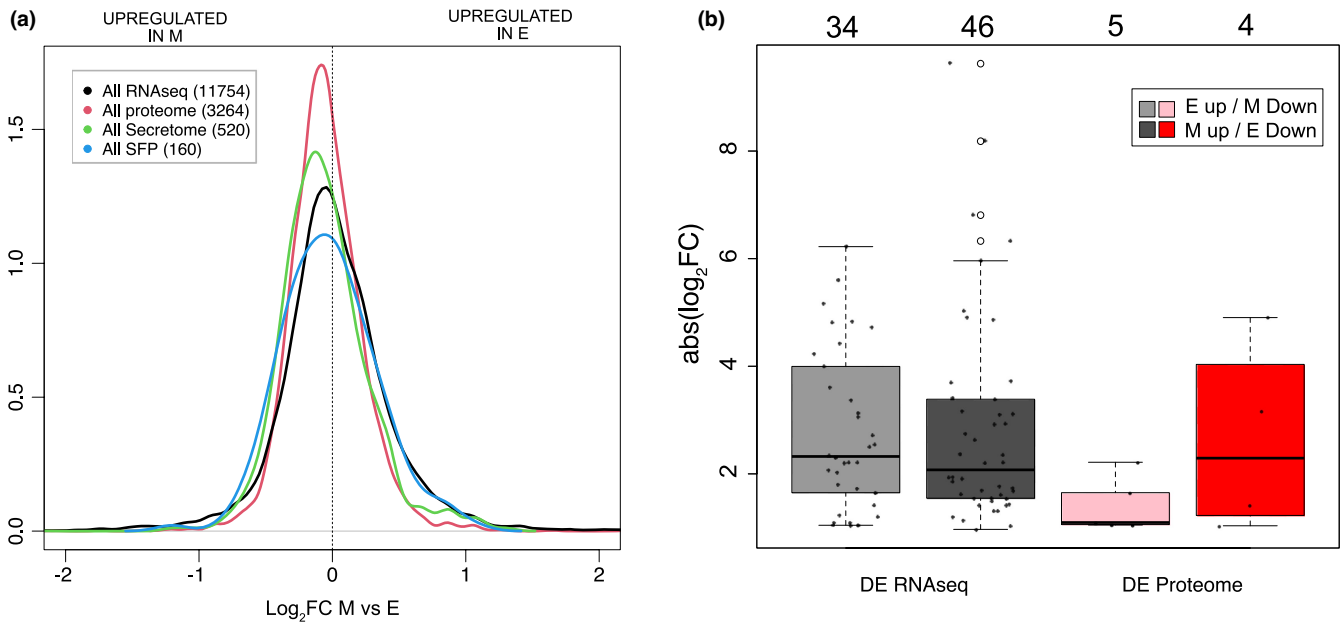 (a)
UPREGULATED
IN M
UPREGULATED
IN E
All RNAseq (11754)
All proteome (3264)
All Secretome (520)
All SFP (160)
1.5
1.0
0.5
0.0
-2
-1
0
1
2
Log₂FC M vs E
(b)
34
46
5
4
E up / M Down
M up / E Down
abs(log₂FC)
8
6
4
2
DE RNAseq
DE Proteome